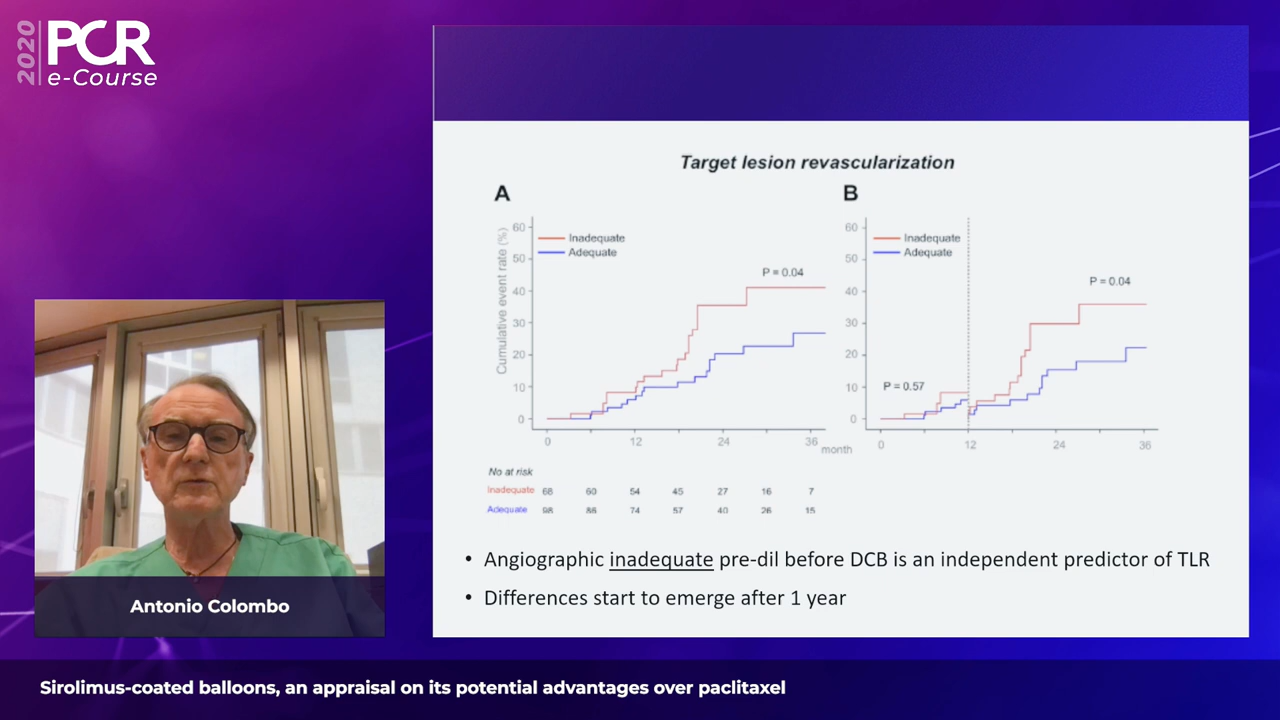 2020
PCR
e-Course
Target lesion revascularization
A
B
Cumulative event rate (%)
60
50
40
30
20
10
0
Inadequate
Adequate
P = 0.04
0
12
24
36
month
60
50
40
30
20
10
0
Inadequate
Adequate
P = 0.57
P = 0.04
0
12
24
36
No at risk
Inadequate 68 60 54 45 27 16 7
Adequate 98 86 74 57 40 26 15
• Angiographic inadequate pre-dil before DCB is an independent predictor of TLR
• Differences start to emerge after 1 year
Antonio Colombo
Sirolimus-coated balloons, an appraisal on its potential advantages over paclitaxel